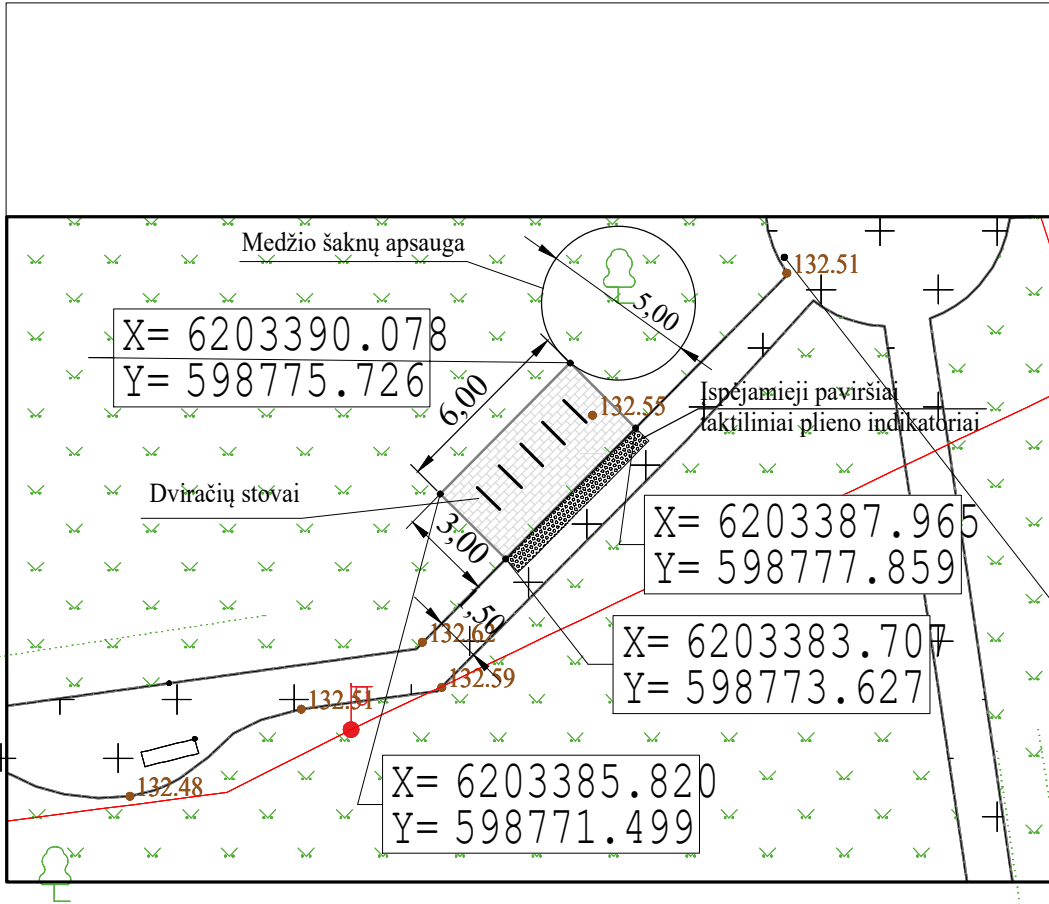 Medžio šaknų apsauga
132.51
5,00
X= 6203390.078
Y= 598775.726
6,00
Įspėjamieji paviršiai
taktiliniai plieno indikatoriai
132.55
Dviračių stovai
3,00
X= 6203387.965
Y= 598777.859
,50
132.62
X= 6203383.707
Y= 598773.627
132.59
132.51
132.48
X= 6203385.820
Y= 598771.499